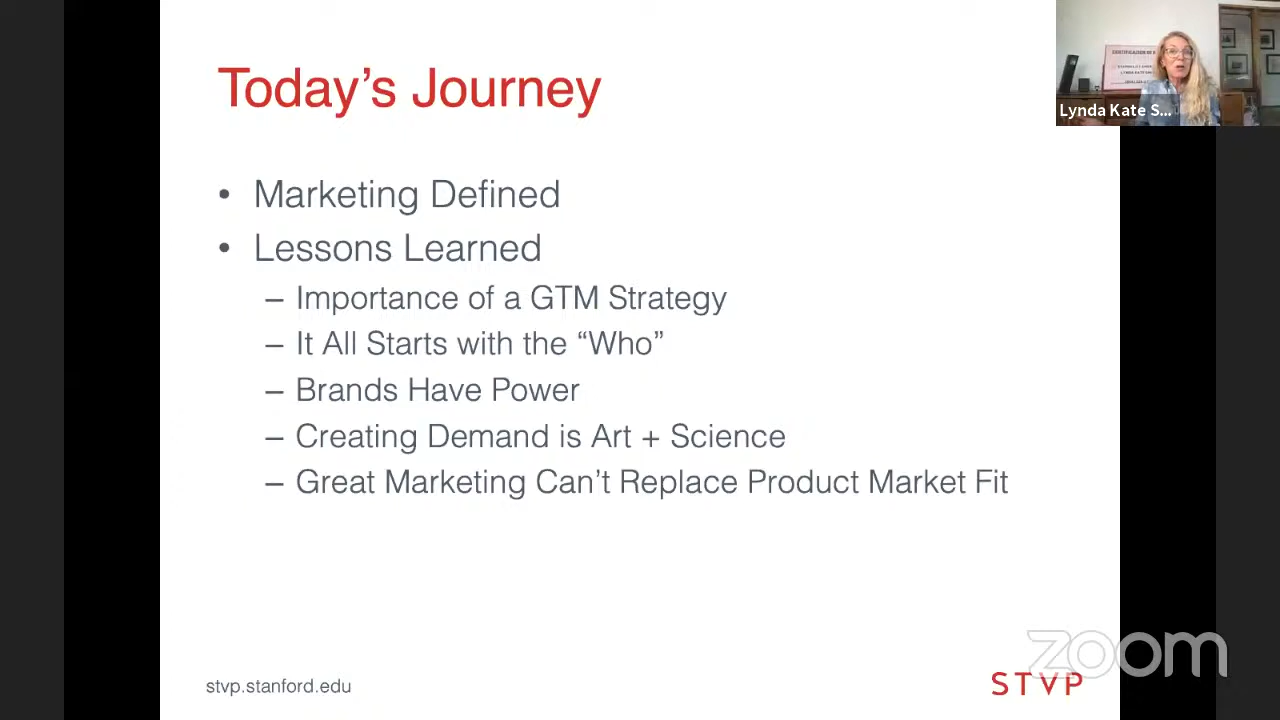 Today's Journey
• Marketing Defined
• Lessons Learned
– Importance of a GTM Strategy
– It All Starts with the “Who”
– Brands Have Power
– Creating Demand is Art + Science
– Great Marketing Can't Replace Product Market Fit
Lynda Kate S...
stvp.stanford.edu
STVP
zoom